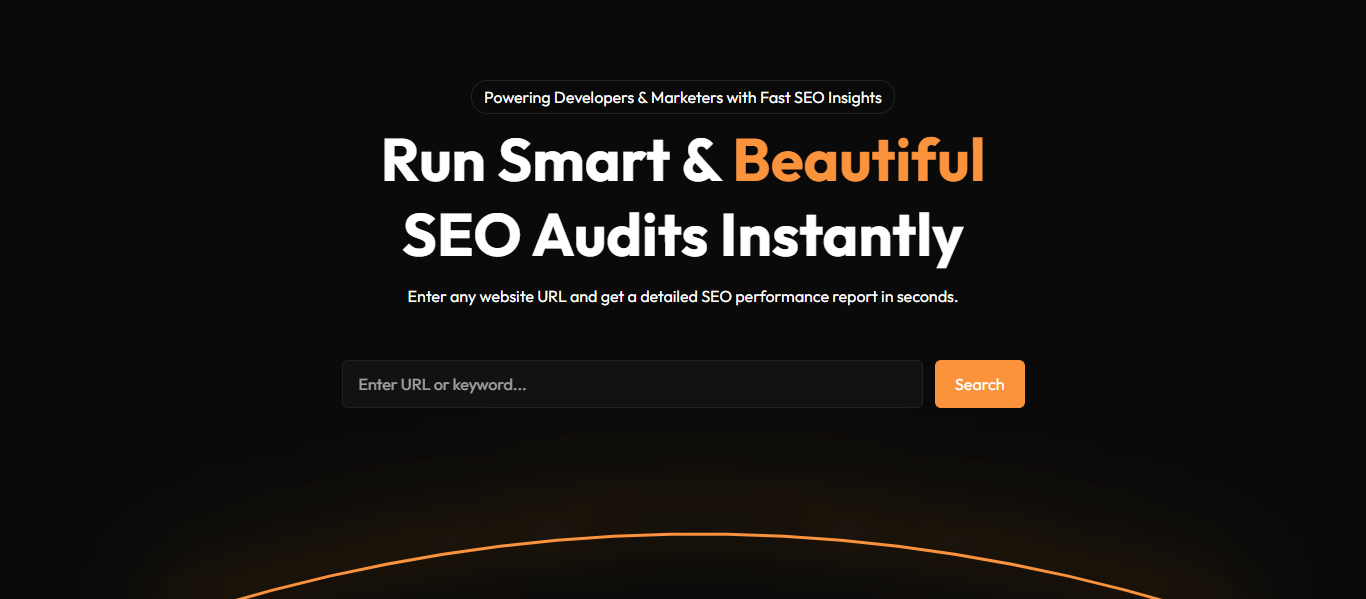 Powering Developers & Marketers with Fast SEO Insights
Run Smart & Beautiful
SEO Audits Instantly
Enter any website URL and get a detailed SEO performance report in seconds.
Enter URL or keyword...
Search